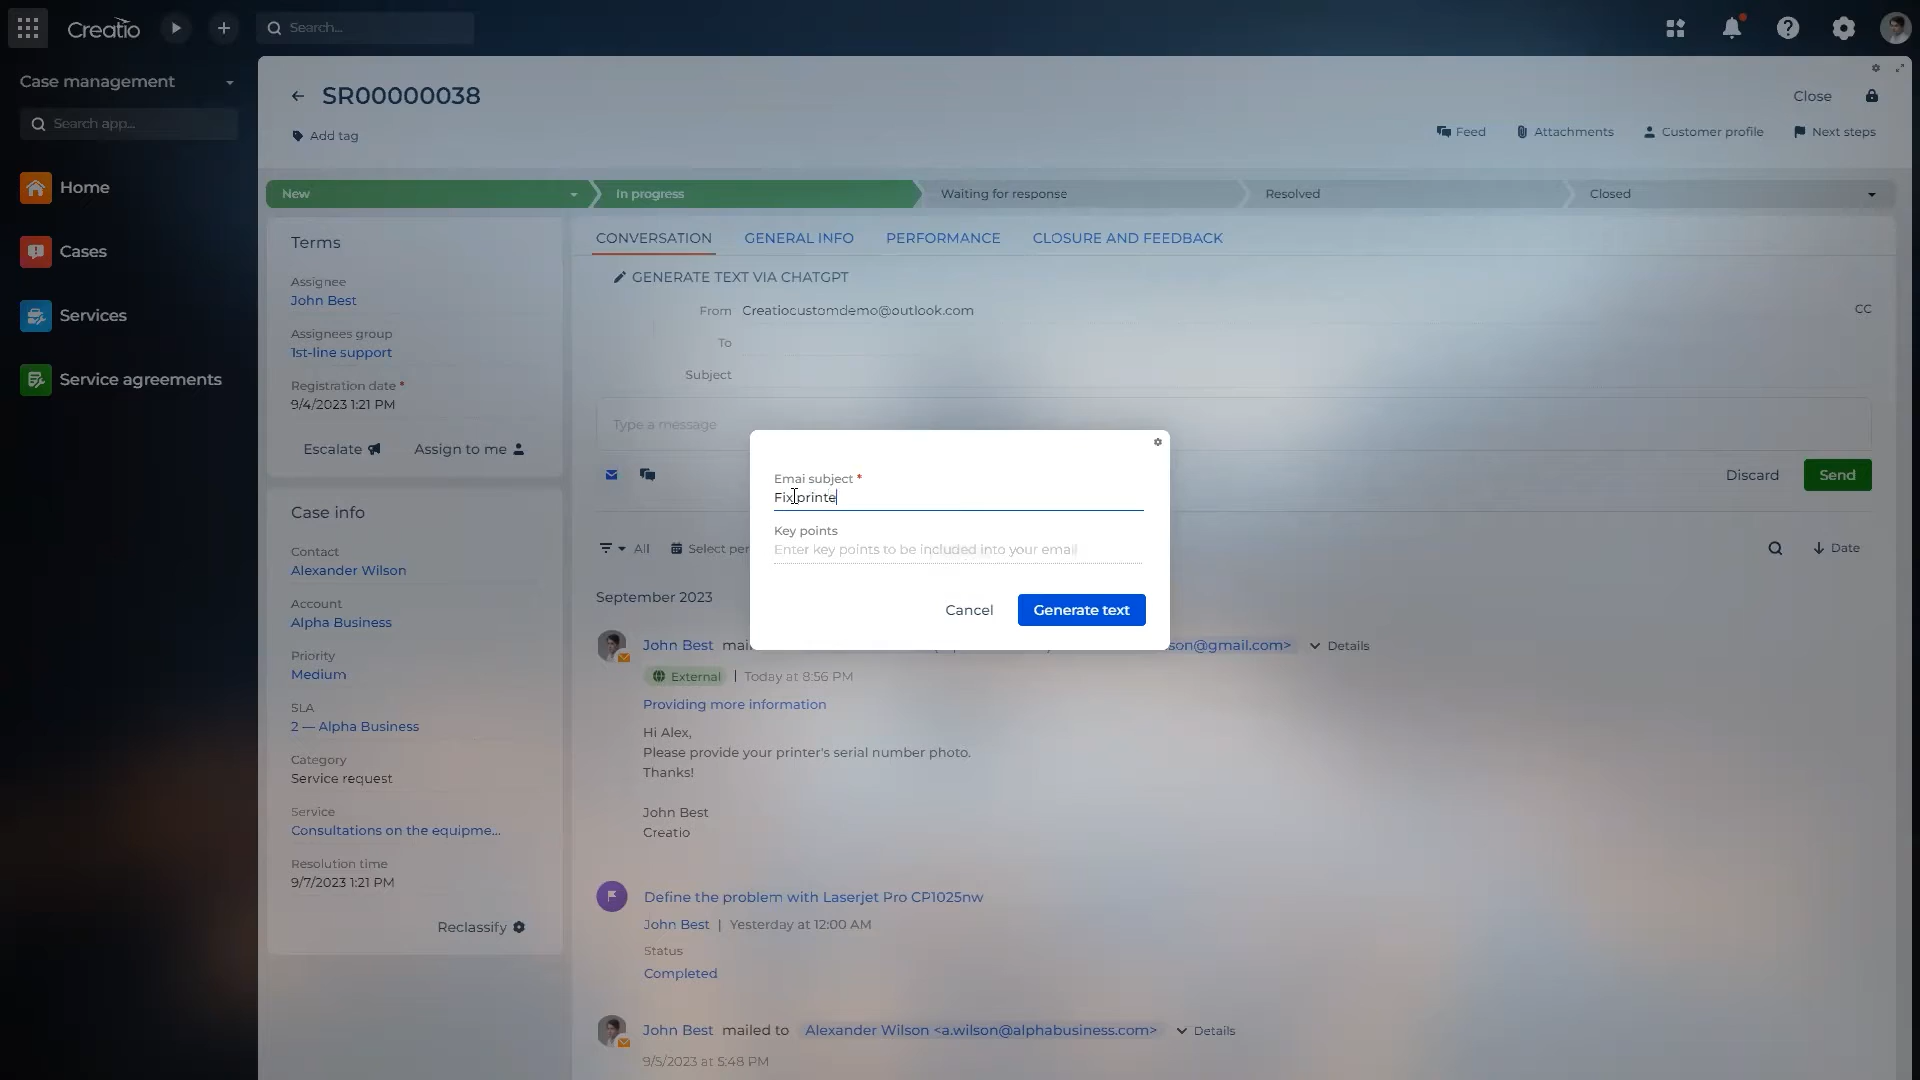 Creatio
Search...
Case management
Search app...
Home
Cases
Services
Service agreements
SR00000038
Close
Add tag
Feed
Attachments
Customer profile
Next steps
New
In progress
Waiting for response
Resolved
Closed
Terms
Assignee
John Best
Assignees group
1st-line support
Registration date *
9/4/2023 1:21 PM
Escalate
Assign to me
Case info
Contact
Alexander Wilson
Account
Alpha Business
Priority
Medium
SLA
2 — Alpha Business
Category
Service request
Service
Consultations on the equipme...
Resolution time
9/7/2023 1:21 PM
Reclassify
CONVERSATION
GENERAL INFO
PERFORMANCE
CLOSURE AND FEEDBACK
GENERATE TEXT VIA CHATGPT
From Creatiocustomdemo@outlook.com
CC
To
Subject
Type a message
Discard
Send
Emai subject *
Fix printe
Key points
Enter key points to be included into your email
Cancel
Generate text
All
Select per
Date
September 2023
John Best mai
son@gmail.com>
Details
External | Today at 8:56 PM
Providing more information
Hi Alex,
Please provide your printer's serial number photo.
Thanks!
John Best
Creatio
Define the problem with Laserjet Pro CP1025nw
John Best | Yesterday at 12:00 AM
Status
Completed
John Best mailed to Alexander Wilson <a.wilson@alphabusiness.com> Details
9/5/2023 at 5:48 PM